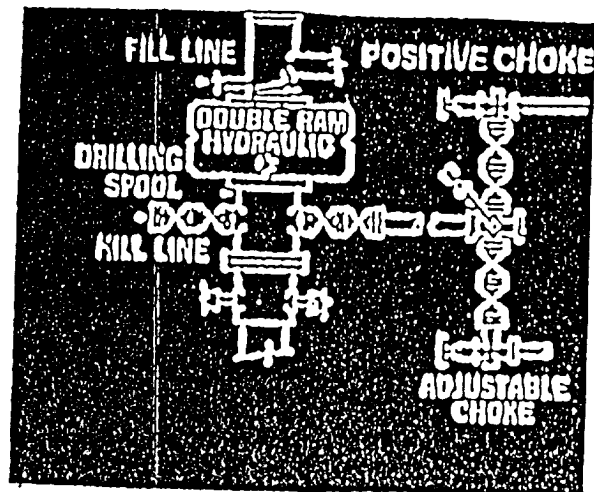 FILL LINE
POSITIVE CHOKE
DOUBLE RAM
HYDRAULIC
DRILLING
SPOOL
KILL LINE
ADJUSTABLE
CHOKE